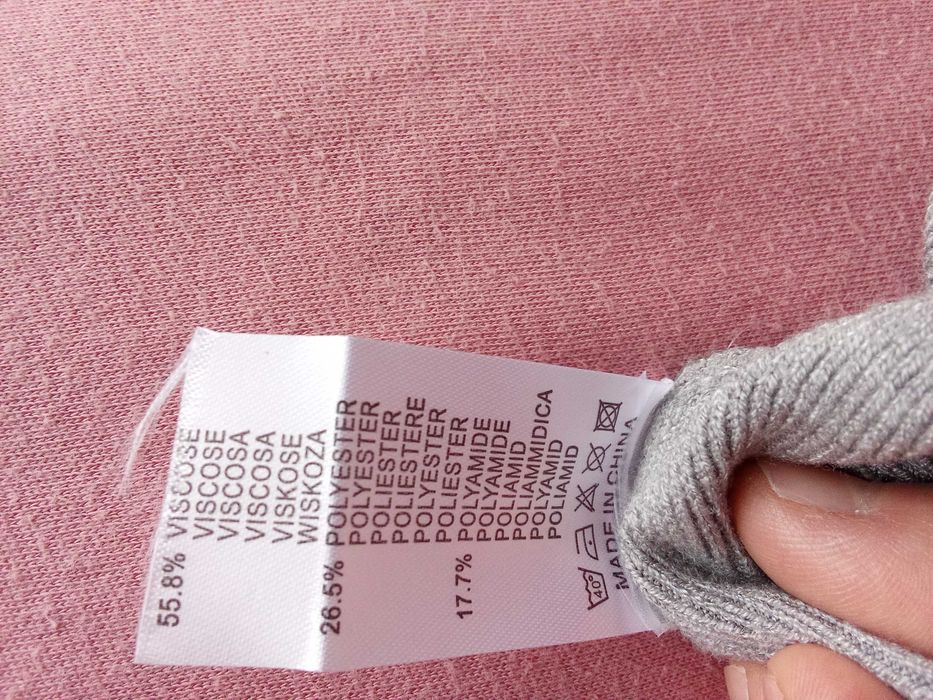 55.8% VISCOSE
VISCOSE
VISCOSA
VISCOSA
VISKOSE
WISKOZA
26.5% POLYESTER
POLYESTER
POLIESTER
POLIESTERE
POLYESTER
POLIESTER
17.7% POLYAMIDE
POLYAMIDE
POLIAMID
POLIAMMIDICA
POLYAMID
POLIAMID
40°
MADE IN CHINA